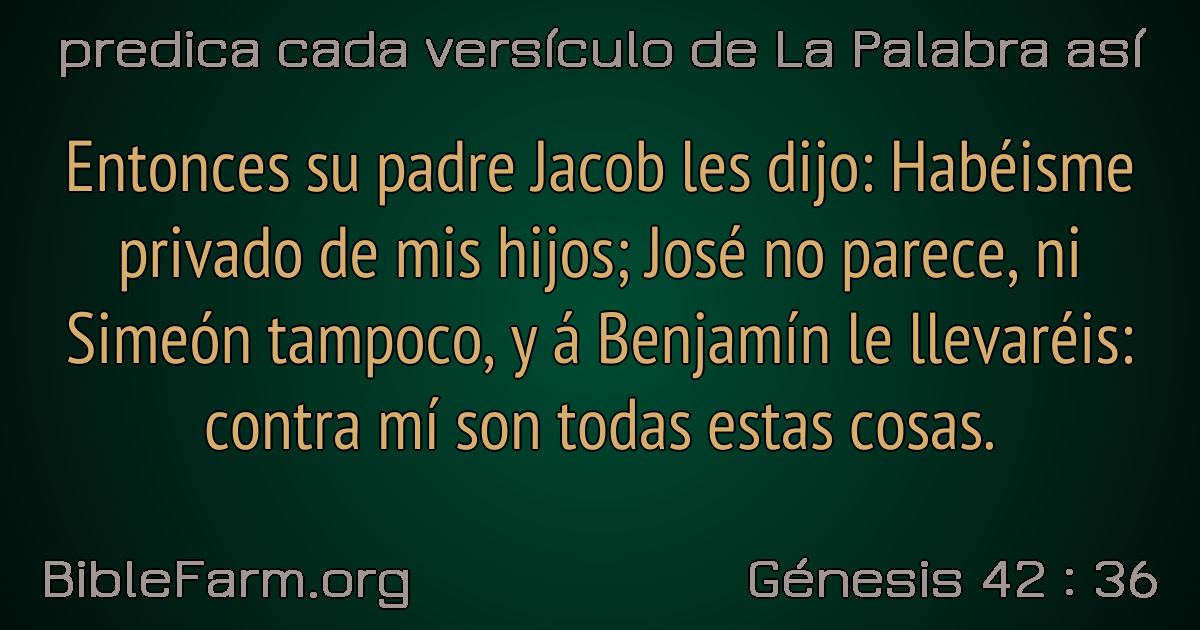 predica cada versículo de La Palabra así
Entonces su padre Jacob les dijo: Habéisme
privado de mis hijos; José no parece, ni
Simeón tampoco, y á Benjamín le llevaréis:
contra mí son todas estas cosas.
BibleFarm.org
Génesis 42 : 36